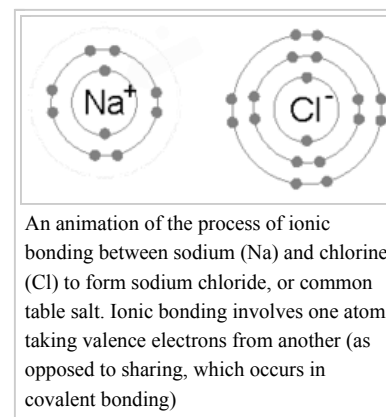 Na+ Cl-
An animation of the process of ionic
bonding between sodium (Na) and chlorine
(Cl) to form sodium chloride, or common
table salt. Ionic bonding involves one atom
taking valence electrons from another (as
opposed to sharing, which occurs in
covalent bonding)